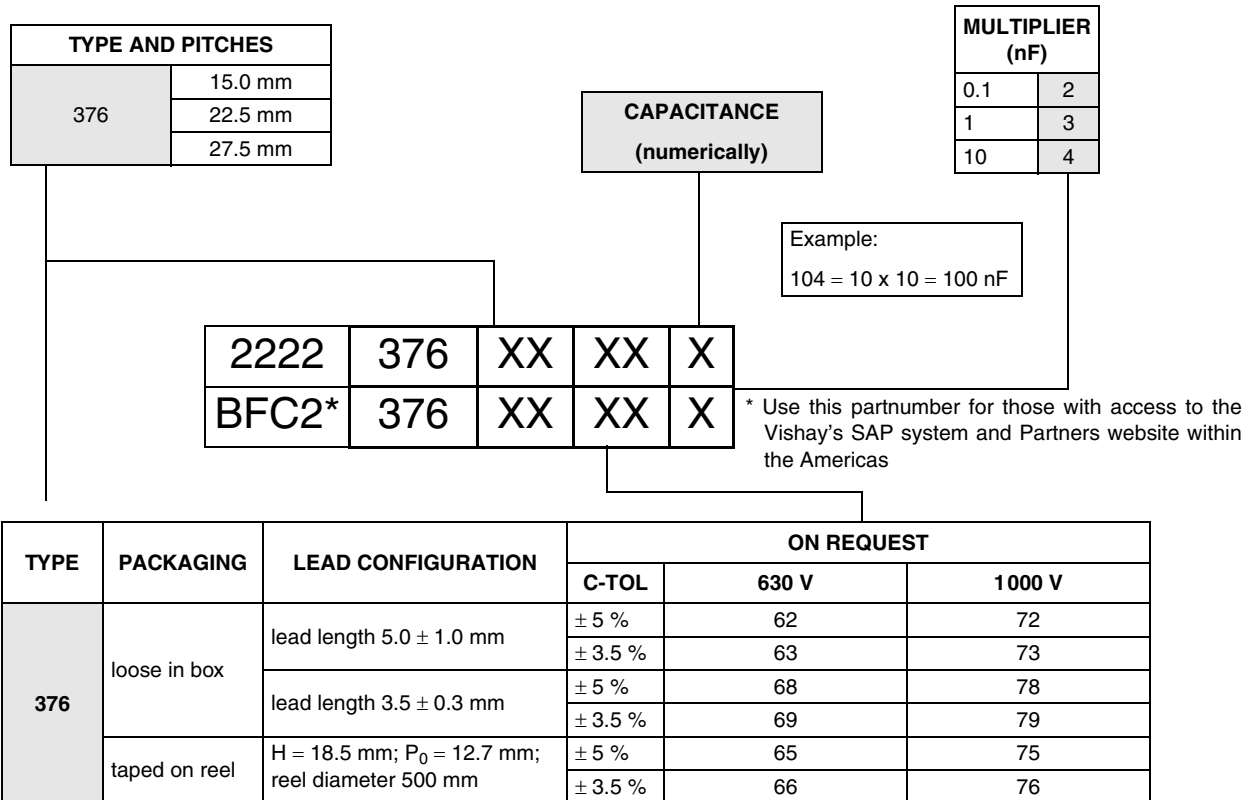 TYPE AND PITCHES
376
15.0 mm
22.5 mm
27.5 mm
CAPACITANCE
(numerically)
MULTIPLIER
(nF)
0.1 2
1 3
10 4
Example:
104 = 10 x 10 = 100 nF
2222 376 XX XX X
BFC2* 376 XX XX X
* Use this partnumber for those with access to the
Vishay's SAP system and Partners website within
the Americas
TYPE PACKAGING LEAD CONFIGURATION ON REQUEST
C-TOL 630 V 1000 V
376 loose in box lead length 5.0 ± 1.0 mm ± 5 % 62 72
± 3.5 % 63 73
lead length 3.5 ± 0.3 mm ± 5 % 68 78
± 3.5 % 69 79
taped on reel H = 18.5 mm; P0 = 12.7 mm; ± 5 % 65 75
reel diameter 500 mm ± 3.5 % 66 76